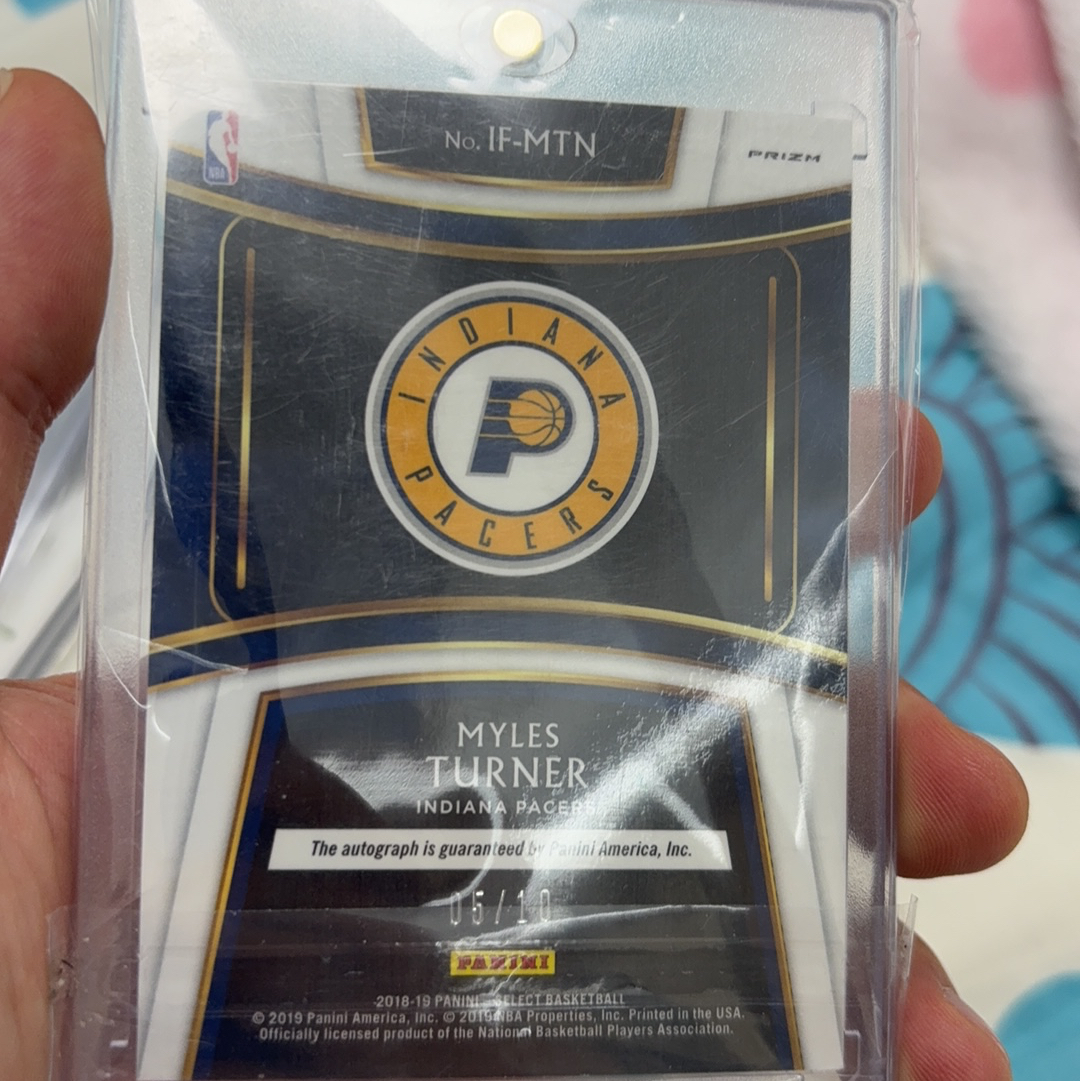 No. IF-MTN
PRIZM
NBA
INDIANA
PACERS
MYLES
TURNER
INDIANA PACERS
The autograph is guaranteed by Panini America, Inc.
05/10
PANINI
2018-19 PANINI - SELECT BASKETBALL
© 2019 Panini America, Inc. © 2019 NBA Properties, Inc. Printed in the USA.
Officially licensed product of the National Basketball Players Association.